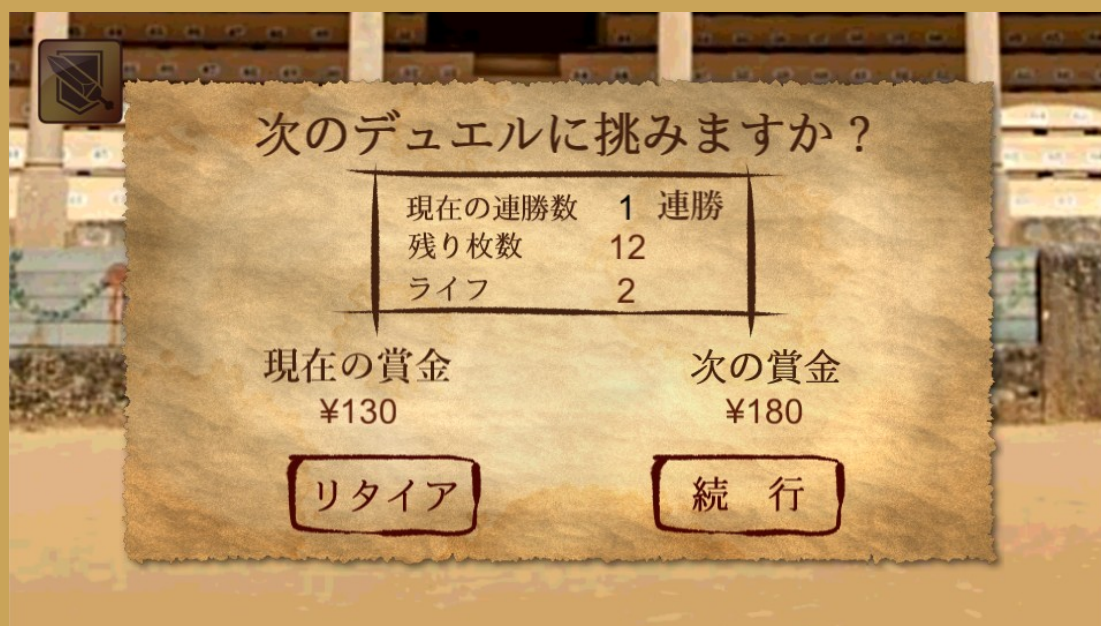 次のデュエルに挑みますか？
現在の連勝数 1 連勝
残り枚数 12
ライフ 2
現在の賞金 次の賞金
¥130 ¥180
リタイア 続 行